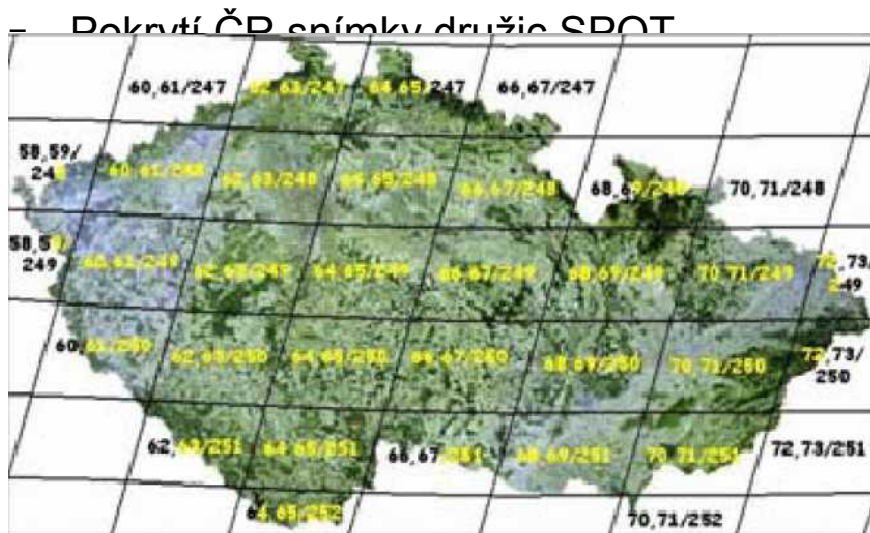 – Pokrytí ČR snímky družic SPOT
60,61/247 62,63/247 64,65/247 66,67/247
58,59/
248 60,61/248 62,63/248 64,65/248 66,67/248 68,69/248 70,71/248
58,59/
249 60,61/249 62,63/249 64,65/249 66,67/249 68,69/249 70,71/249 72,73/
249
60,61/250 62,63/250 64,65/250 66,67/250 68,69/250 70,71/250 72,73/
250
62,63/251 64,65/251 66,67/251 68,69/251 70,71/251 72,73/251
64,65/252 70,71/252